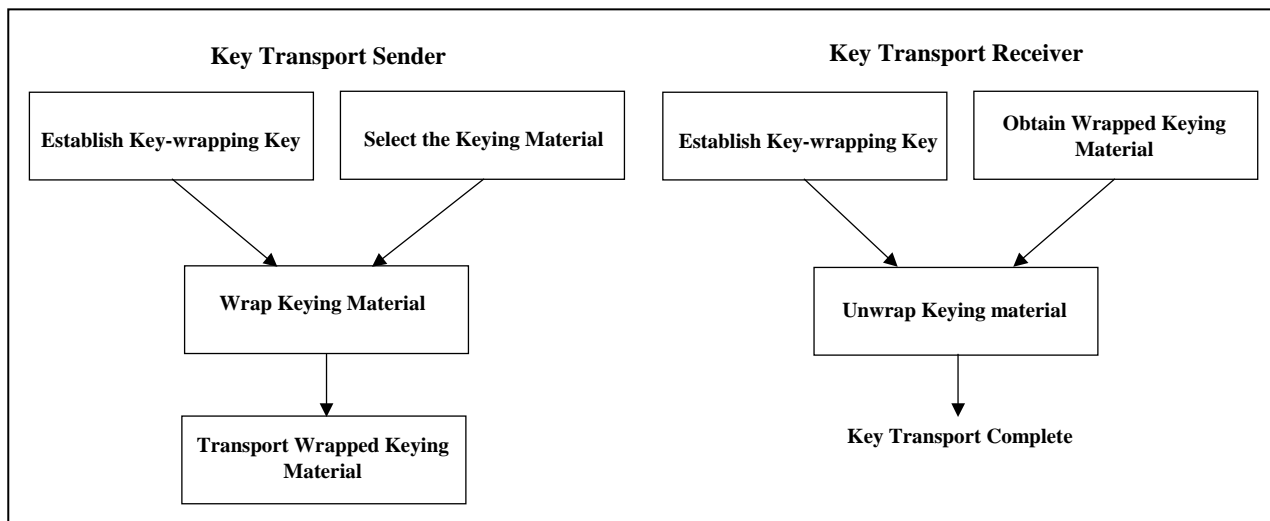 Key Transport Sender
Establish Key-wrapping Key
Select the Keying Material
Wrap Keying Material
Transport Wrapped Keying
Material
Key Transport Receiver
Establish Key-wrapping Key
Obtain Wrapped Keying
Material
Unwrap Keying material
Key Transport Complete